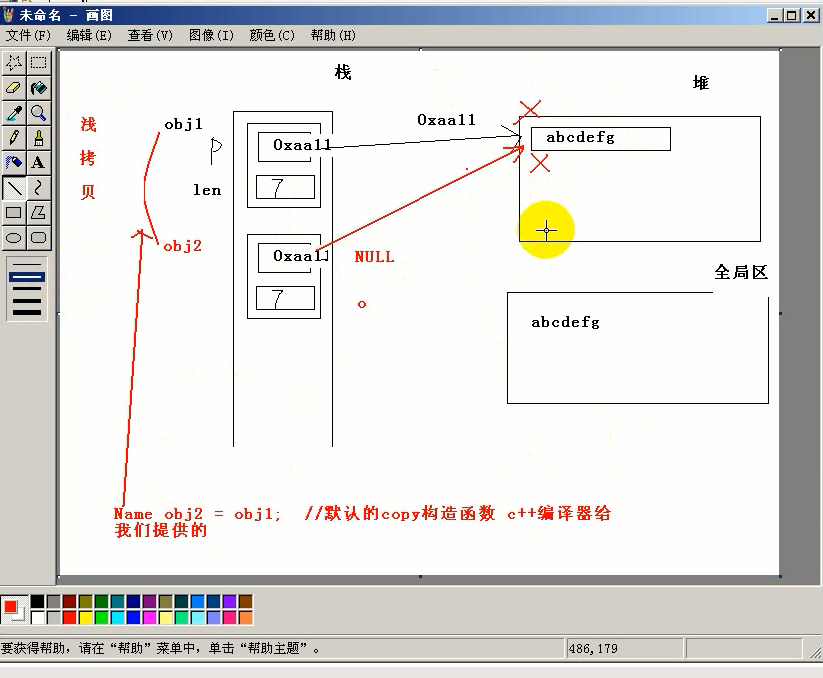 未命名 - 画图
文件(F) 编辑(E) 查看(V) 图像(I) 颜色(C) 帮助(H)
A
栈
堆
浅
拷
贝
obj1
p
len
obj2
0xaa11
7
0xaa11
7
0xaa11
abcdefg
NULL
o
全局区
abcdefg
Name obj2 = obj1; //默认的copy构造函数 c++编译器给
我们提供的
要获得帮助，请在“帮助”菜单中，单击“帮助主题”。
486,179